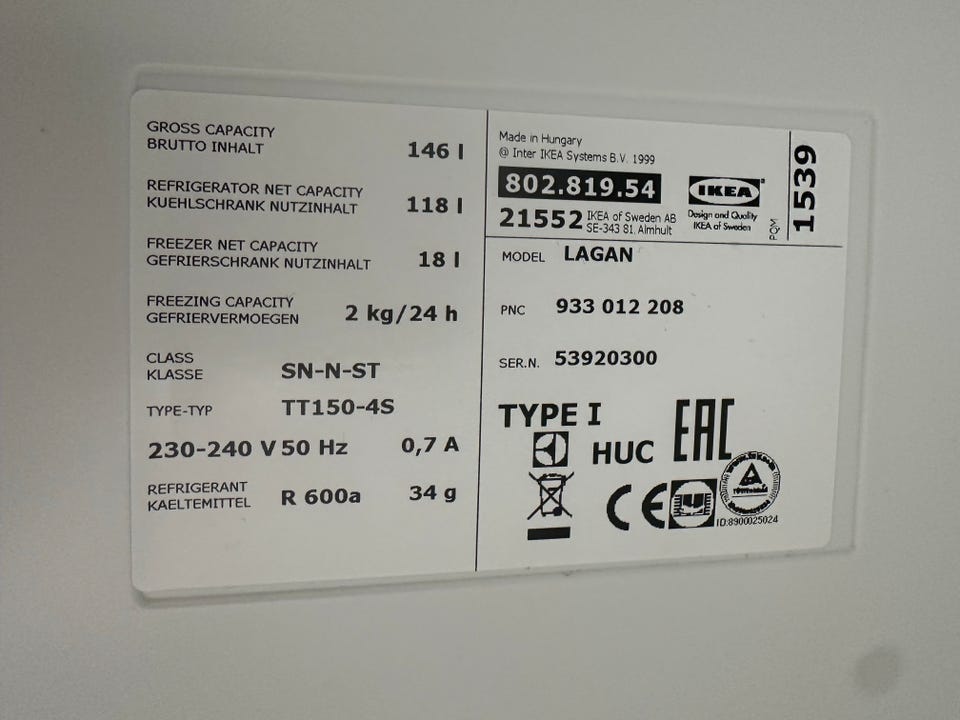 GROSS CAPACITY
BRUTTO INHALT
146 l
REFRIGERATOR NET CAPACITY
KUEHLSCHRANK NUTZINHALT
118 l
FREEZER NET CAPACITY
GEFRIERSCHRANK NUTZINHALT
18 l
FREEZING CAPACITY
GEFRIERVERMOEGEN
2 kg/24 h
CLASS
KLASSE
SN-N-ST
TYPE-TYP
TT150-4S
230-240 V 50 Hz 0,7 A
REFRIGERANT
KAELTEMITTEL
R 600a 34 g
Made in Hungary
@ Inter IKEA Systems B.V. 1999
802.819.54
21552
IKEA of Sweden AB
SE-343 81. Almhult
IKEA
Design and Quality
IKEA of Sweden
PQM
1539
MODEL LAGAN
PNC 933 012 208
SER.N. 53920300
TYPE I
HUC
EAC
CE
ID:8900025024